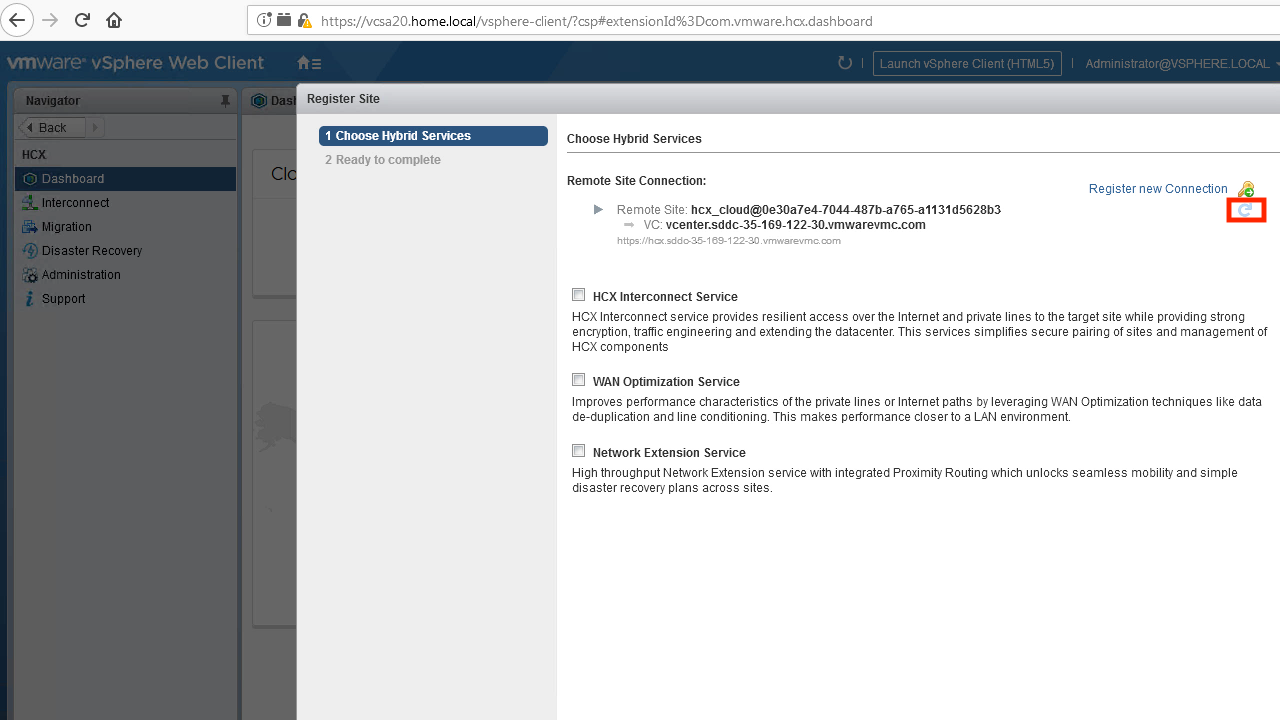 https://vcsa20.home.local/vsphere-client/?csp#extensionId%3Dcom.vmware.hcx.dashboard
vmware® vSphere Web Client
Launch vSphere Client (HTML5)
Administrator@VSPHERE.LOCAL
Navigator
Das
Register Site
Back
1 Choose Hybrid Services
2 Ready to complete
Choose Hybrid Services
HCX
Dashboard
Interconnect
Migration
Disaster Recovery
Administration
Support
Clo
Remote Site Connection:
Register new Connection
Remote Site: hcx_cloud@0e30a7e4-7044-487b-a765-a1131d5628b3
VC: vcenter.sddc-35-169-122-30.vmwarevmc.com
https://hcx.sddc-35-169-122-30.vmwarevmc.com
HCX Interconnect Service
HCX Interconnect service provides resilient access over the Internet and private lines to the target site while providing strong
encryption, traffic engineering and extending the datacenter. This services simplifies secure pairing of sites and management of
HCX components
WAN Optimization Service
Improves performance characteristics of the private lines or Internet paths by leveraging WAN Optimization techniques like data
de-duplication and line conditioning. This makes performance closer to a LAN environment.
Network Extension Service
High throughput Network Extension service with integrated Proximity Routing which unlocks seamless mobility and simple
disaster recovery plans across sites.